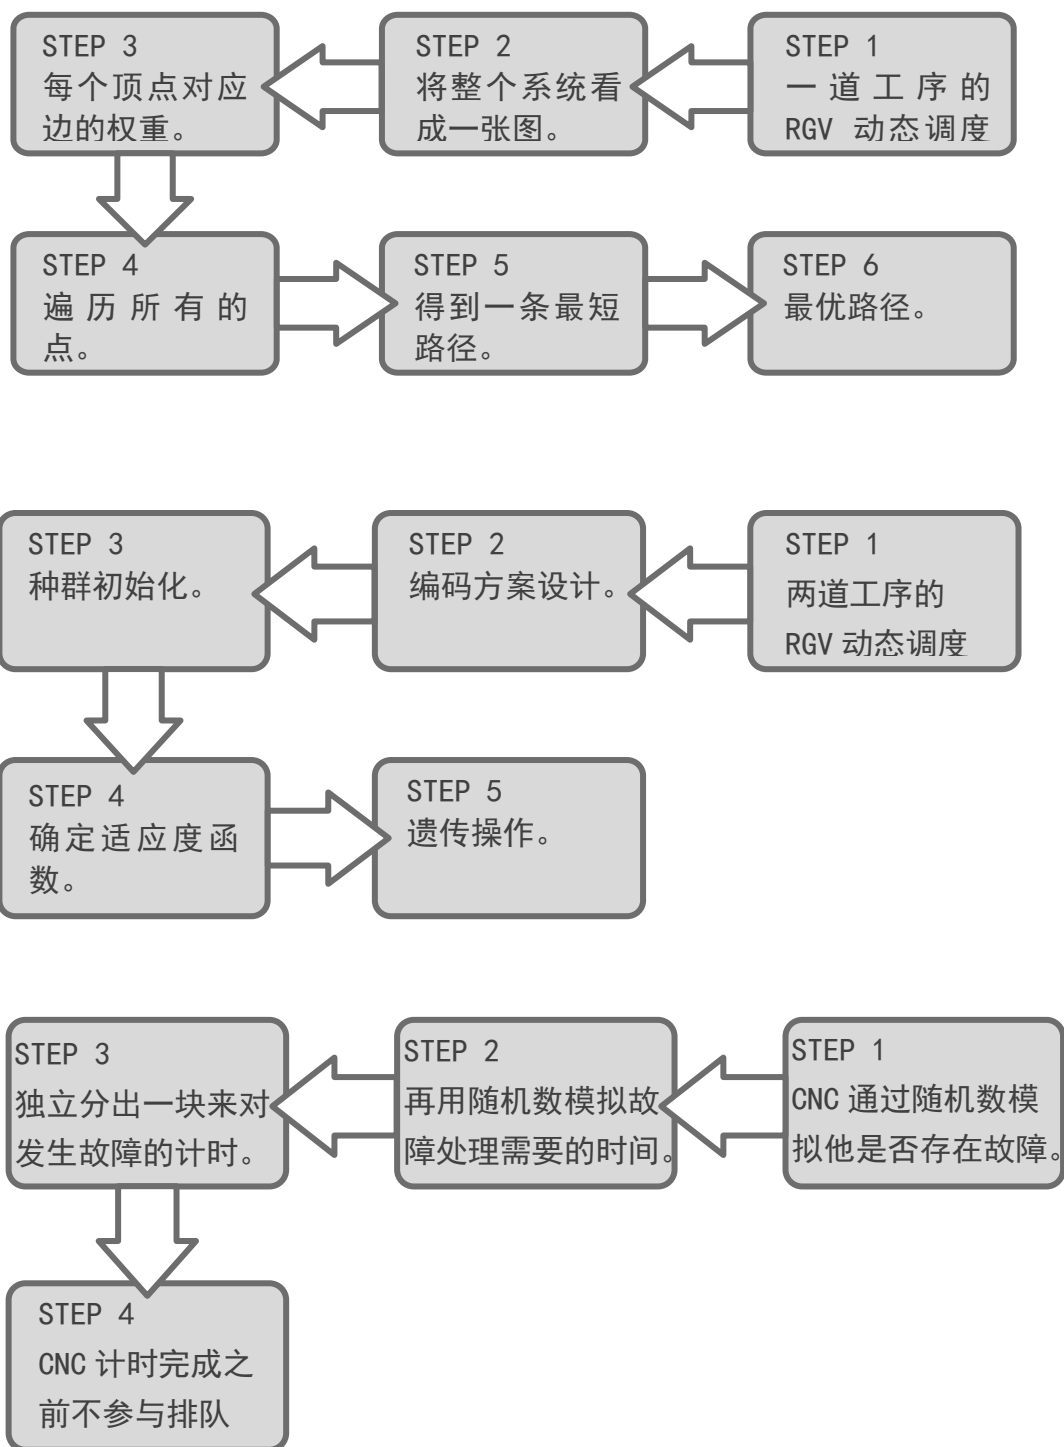 STEP 1
一道工序的
RGV 动态调度
STEP 2
将整个系统看
成一张图。
STEP 3
每个顶点对应
边的权重。
STEP 4
遍历所有的
点。
STEP 5
得到一条最短
路径。
STEP 6
最优路径。
STEP 1
两道工序的
RGV 动态调度
STEP 2
编码方案设计。
STEP 3
种群初始化。
STEP 4
确定适应度函
数。
STEP 5
遗传操作。
STEP 1
CNC 通过随机数模
拟他是否存在故障。
STEP 2
再用随机数模拟故
障处理需要的时间。
STEP 3
独立分出一块来对
发生故障的计时。
STEP 4
CNC 计时完成之
前不参与排队